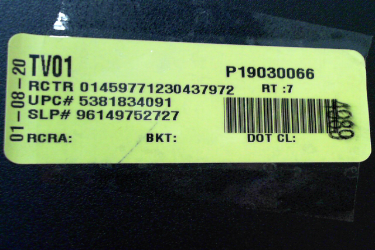 01-08-20
TV01
P19030066
RCTR 01459771230437972
RT :7
UPC# 5381834091
SLP# 96149752727
RCRA:
BKT:
DOT CL: